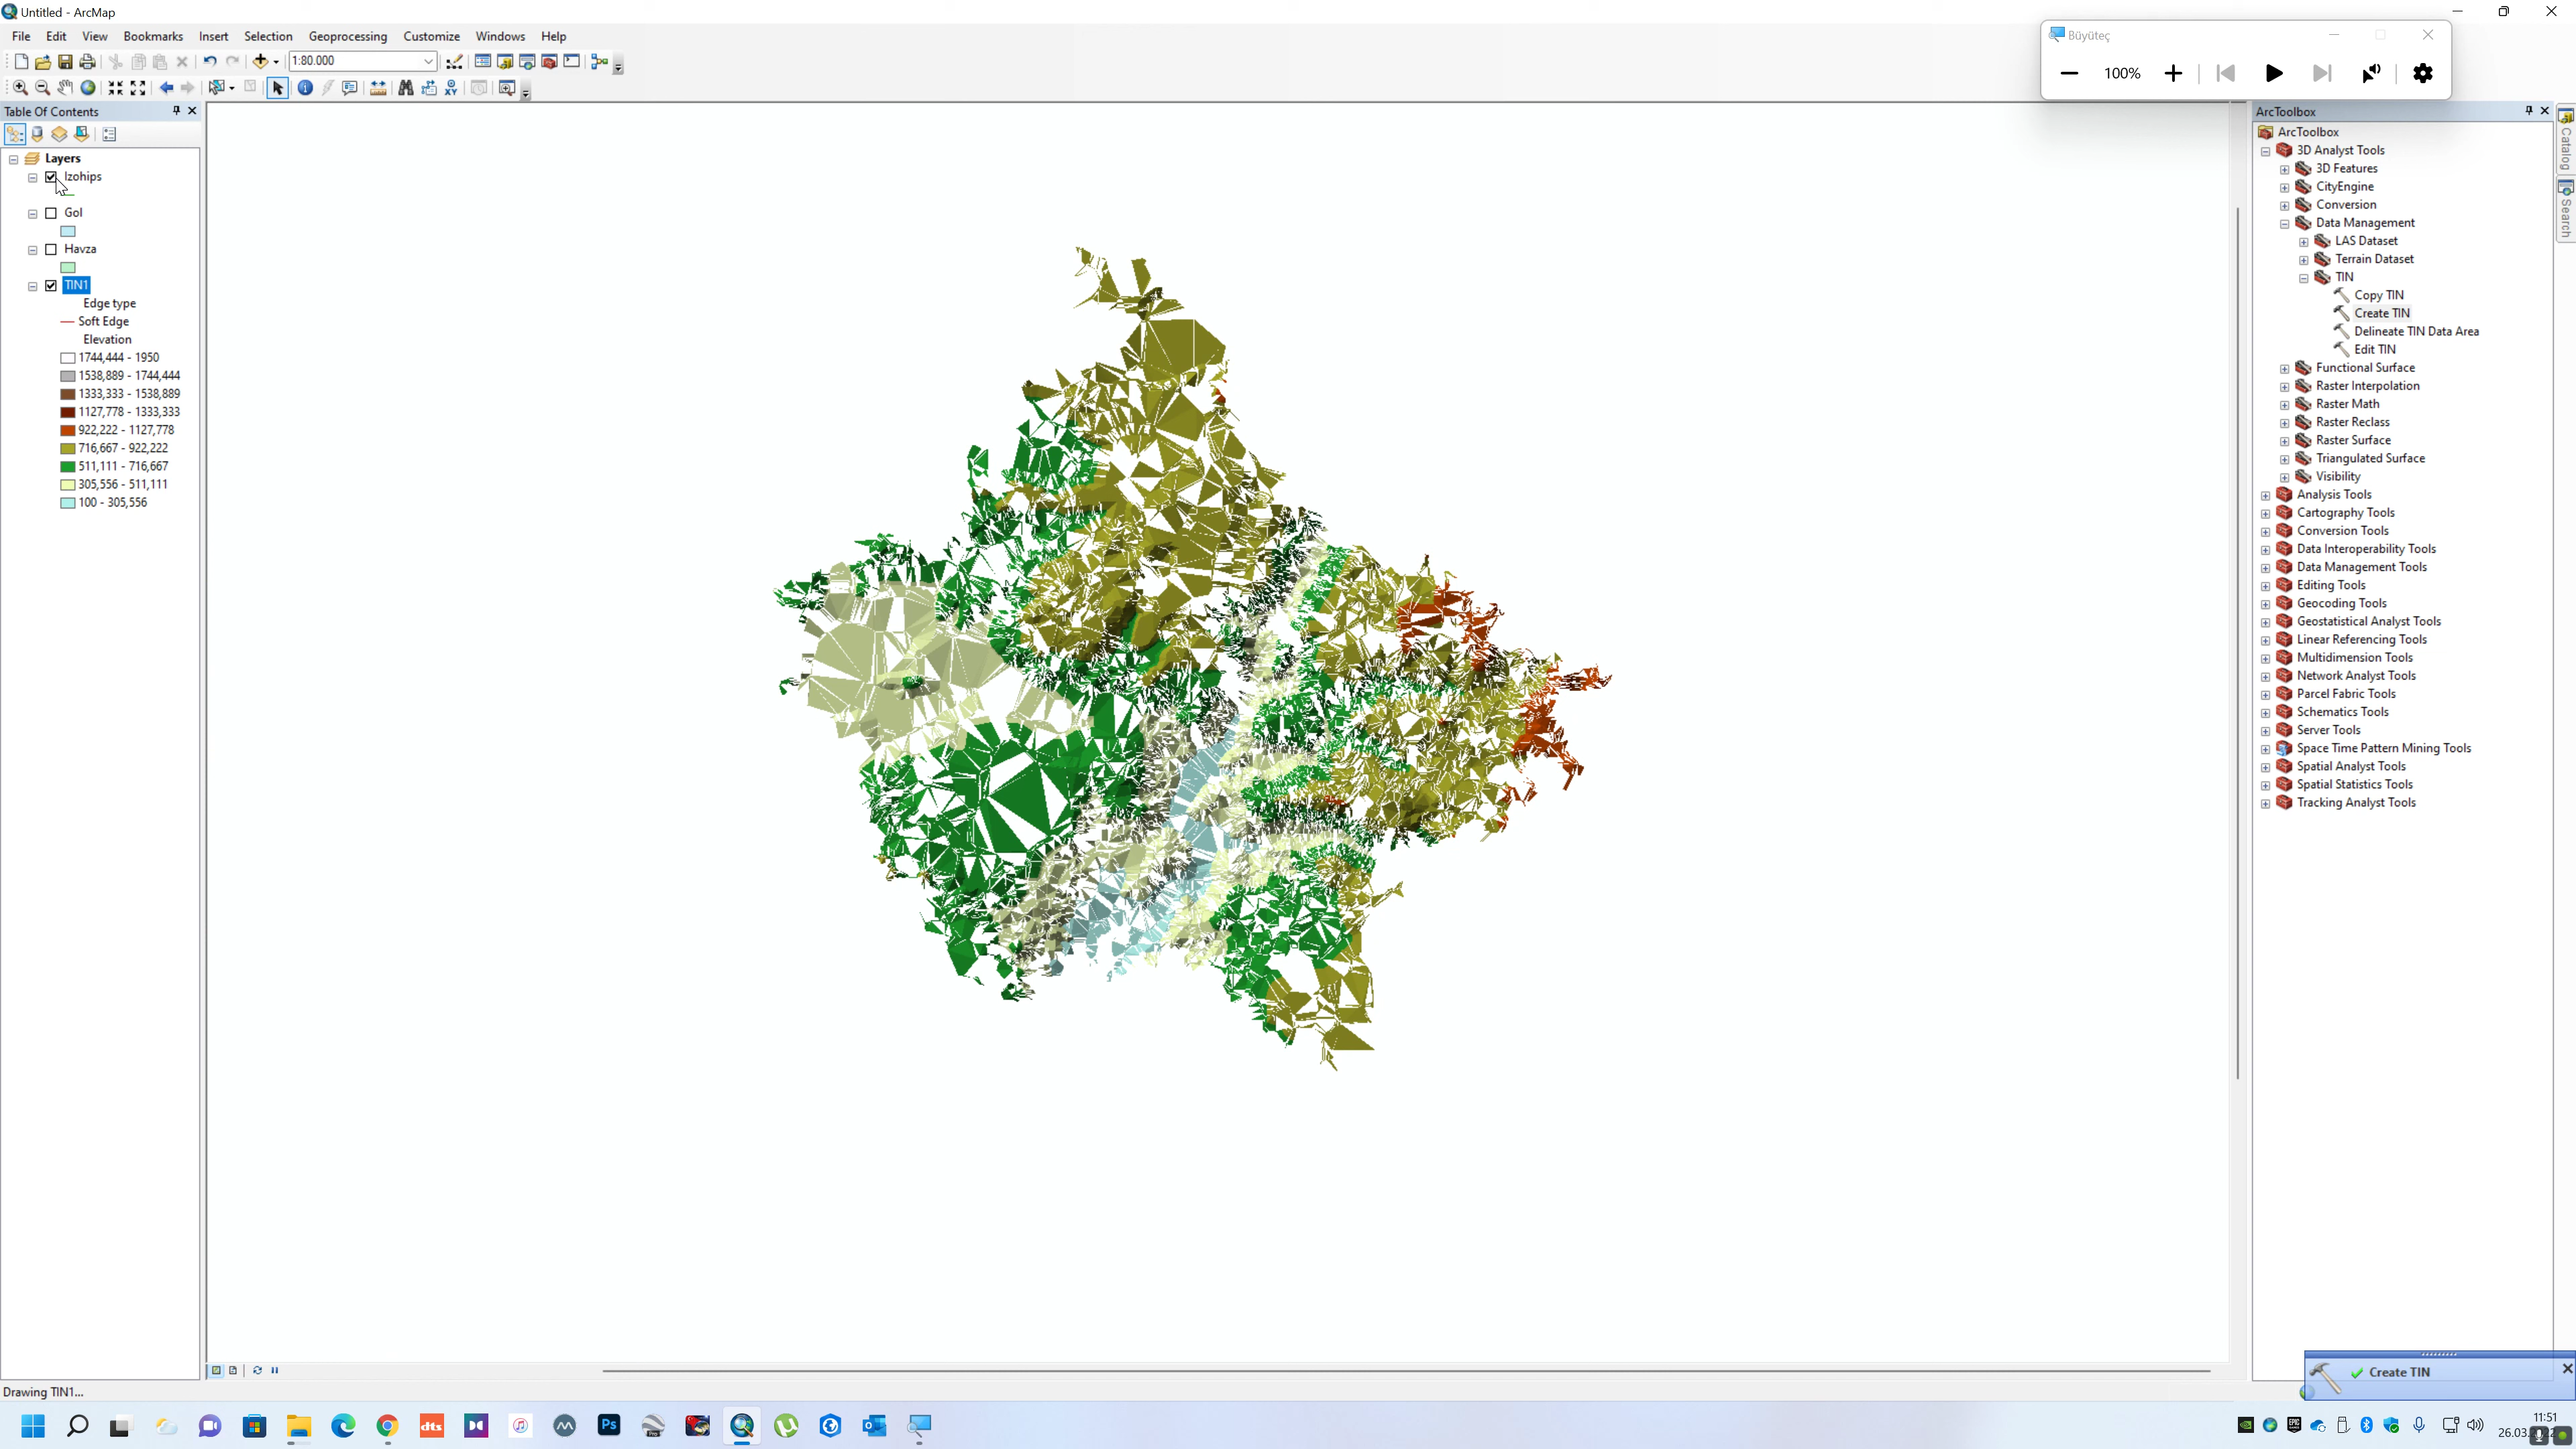 Untitled - ArcMap
File Edit View Bookmarks Insert Selection Geoprocessing Customize Windows Help
1:80.000
Büyüteç
100%
Table Of Contents
Layers
Izohips
Gol
Havza
TIN1
Edge type
Soft Edge
Elevation
1744,444 - 1950
1538,889 - 1744,444
1333,333 - 1538,889
1127,778 - 1333,333
922,222 - 1127,778
716,667 - 922,222
511,111 - 716,667
305,556 - 511,111
100 - 305,556
ArcToolbox
ArcToolbox
3D Analyst Tools
3D Features
CityEngine
Conversion
Data Management
LAS Dataset
Terrain Dataset
TIN
Copy TIN
Create TIN
Delineate TIN Data Area
Edit TIN
Functional Surface
Raster Interpolation
Raster Math
Raster Reclass
Raster Surface
Triangulated Surface
Visibility
Analysis Tools
Cartography Tools
Conversion Tools
Data Interoperability Tools
Data Management Tools
Editing Tools
Geocoding Tools
Geostatistical Analyst Tools
Linear Referencing Tools
Multidimension Tools
Network Analyst Tools
Parcel Fabric Tools
Schematics Tools
Server Tools
Space Time Pattern Mining Tools
Spatial Analyst Tools
Spatial Statistics Tools
Tracking Analyst Tools
Catalog
Search
Create TIN
Drawing TIN1...
dts
Ps
11:51